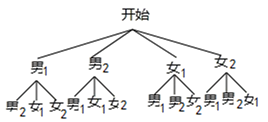 开始
男₁ 男₂ 女₁ 女₂
男₂ 女₁ 女₂ 男₁ 女₁ 女₂ 男₁ 男₂ 女₂ 男₁ 男₂ 女₁